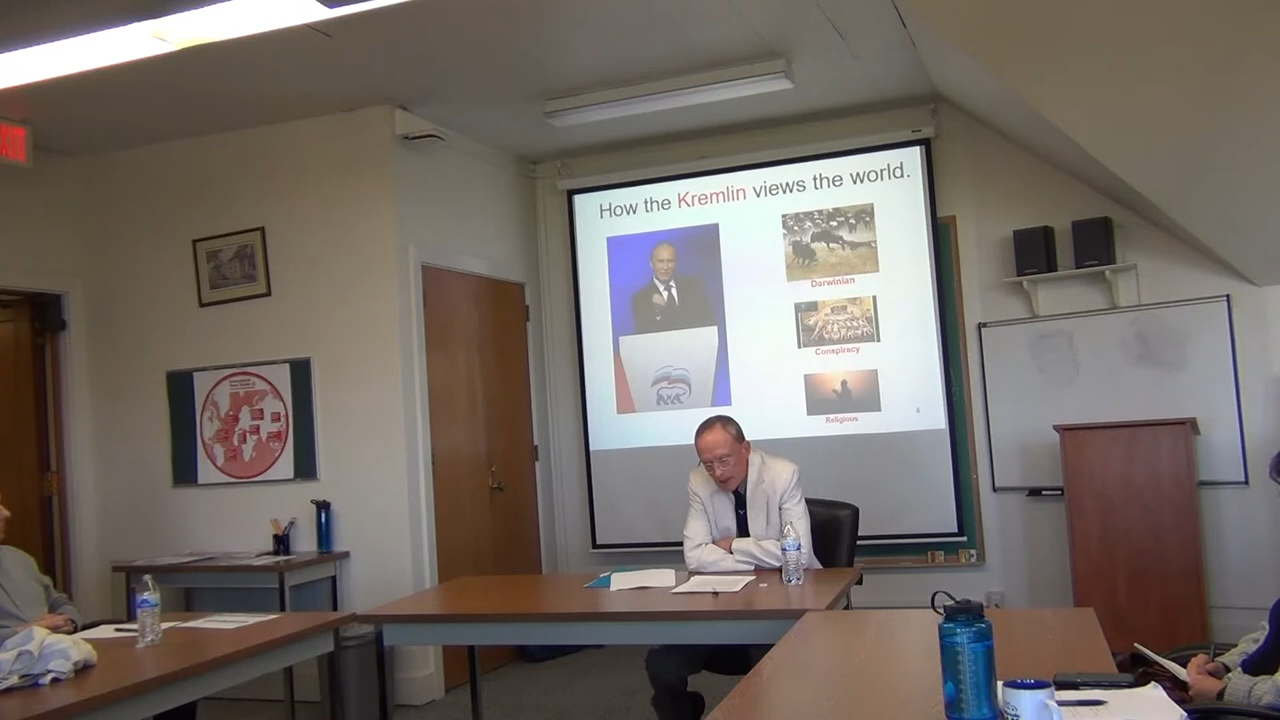 How the Kremlin views the world.
Darwinian
Conspiracy
Religious
4